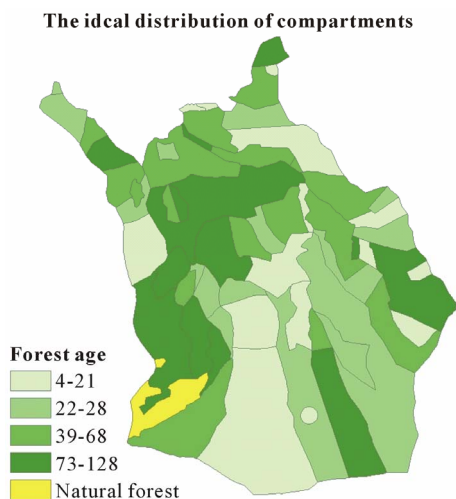 The idcal distribution of compartments
Forest age
4-21
22-28
39-68
73-128
Natural forest